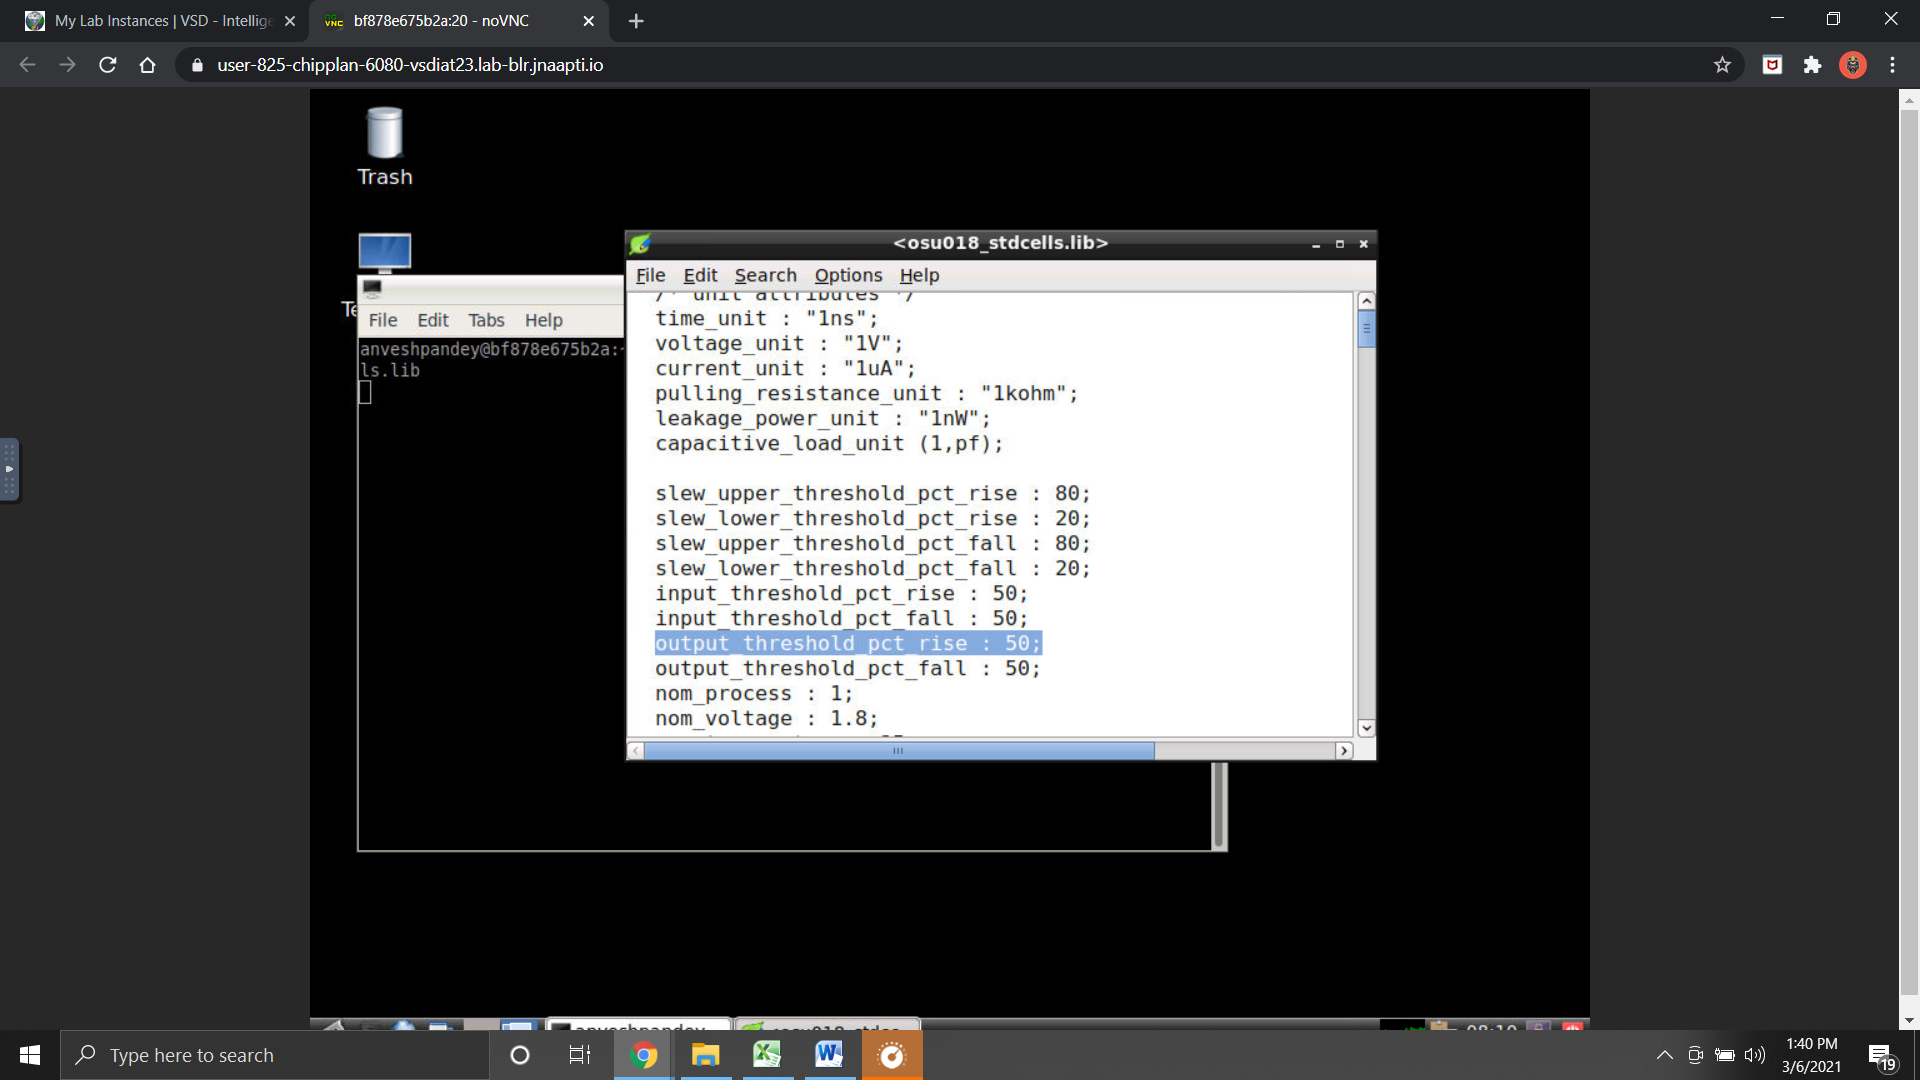 My Lab Instances | VSD - Intellige
bf878e675b2a:20 - noVNC
user-825-chipplan-6080-vsdiat23.lab-blr.jnaapti.io
Trash
<osu018_stdcells.lib>
File Edit Search Options Help
/* unit attributes */
time_unit : "1ns";
voltage_unit : "1V";
current_unit : "1uA";
pulling_resistance_unit : "1kohm";
leakage_power_unit : "1nW";
capacitive_load_unit (1,pf);
slew_upper_threshold_pct_rise : 80;
slew_lower_threshold_pct_rise : 20;
slew_upper_threshold_pct_fall : 80;
slew_lower_threshold_pct_fall : 20;
input_threshold_pct_rise : 50;
input_threshold_pct_fall : 50;
output_threshold_pct_rise : 50;
output_threshold_pct_fall : 50;
nom_process : 1;
nom_voltage : 1.8;
Te
File Edit Tabs Help
anveshpandey@bf878e675b2a:~
ls.lib
anveshpandey
08:10
Type here to search
1:40 PM
3/6/2021
19